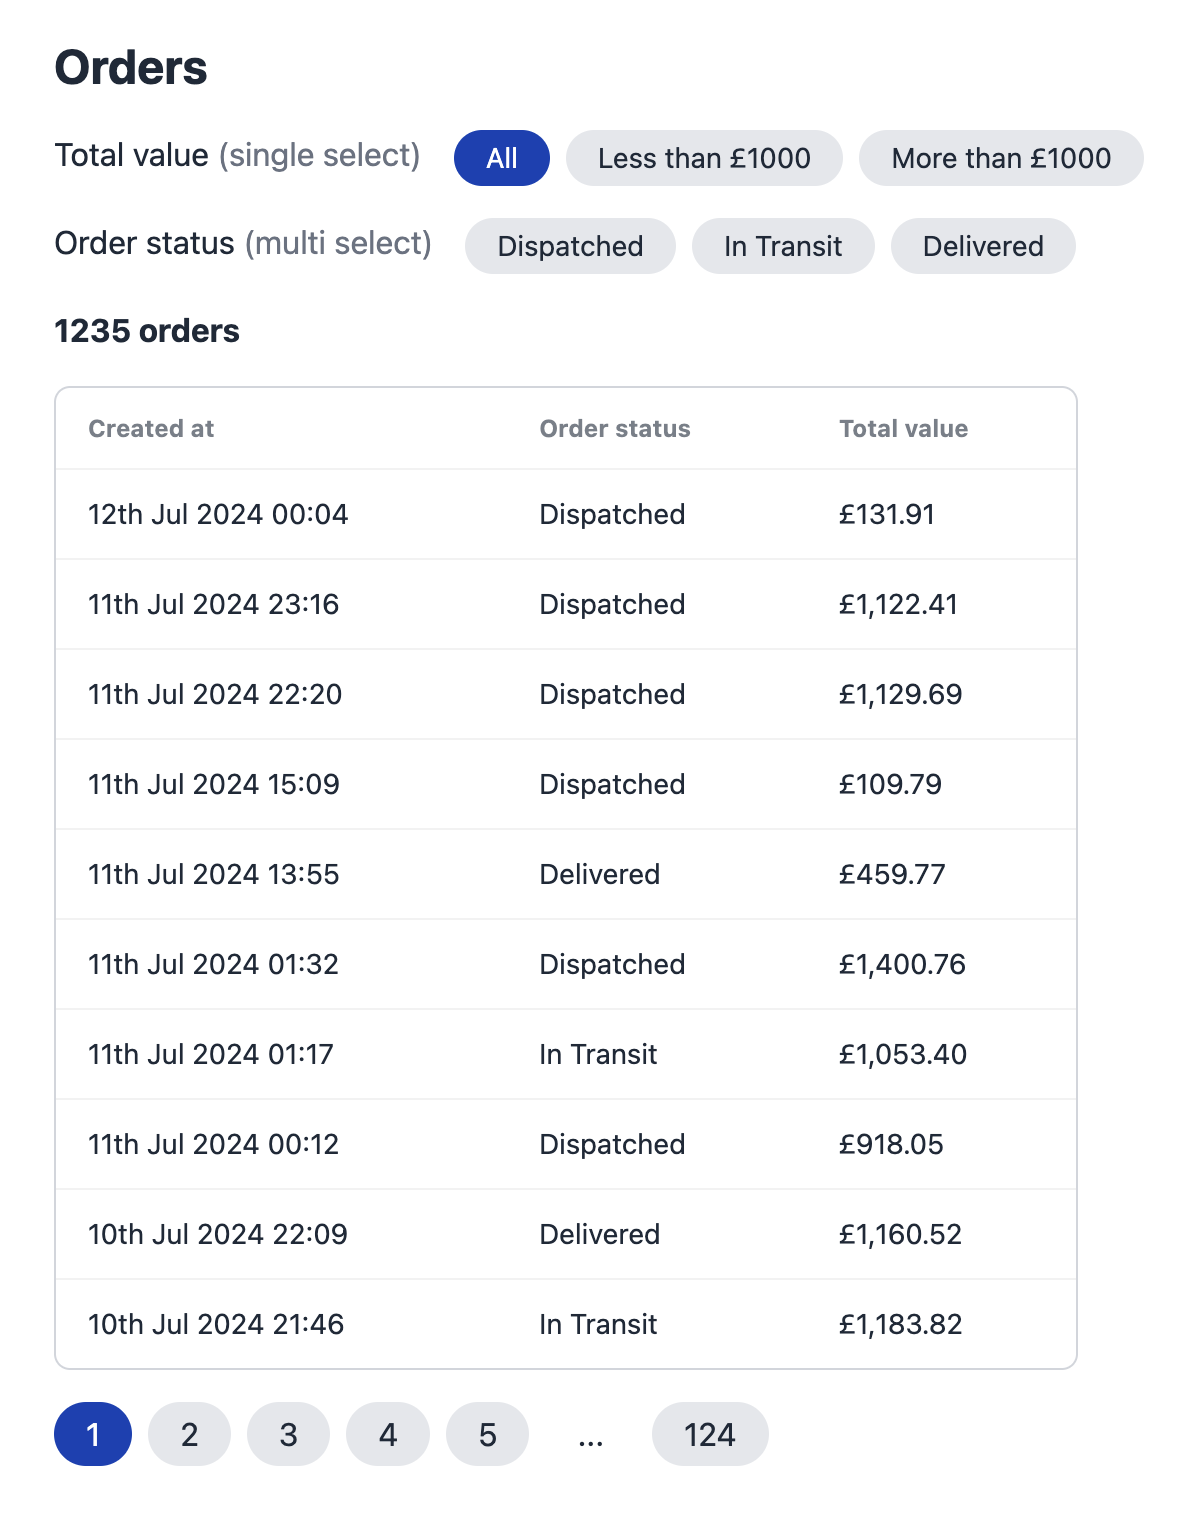 Orders
Total value (single select) All Less than £1000 More than £1000
Order status (multi select) Dispatched In Transit Delivered
1235 orders
Created at Order status Total value
12th Jul 2024 00:04 Dispatched £131.91
11th Jul 2024 23:16 Dispatched £1,122.41
11th Jul 2024 22:20 Dispatched £1,129.69
11th Jul 2024 15:09 Dispatched £109.79
11th Jul 2024 13:55 Delivered £459.77
11th Jul 2024 01:32 Dispatched £1,400.76
11th Jul 2024 01:17 In Transit £1,053.40
11th Jul 2024 00:12 Dispatched £918.05
10th Jul 2024 22:09 Delivered £1,160.52
10th Jul 2024 21:46 In Transit £1,183.82
1 2 3 4 5 ... 124